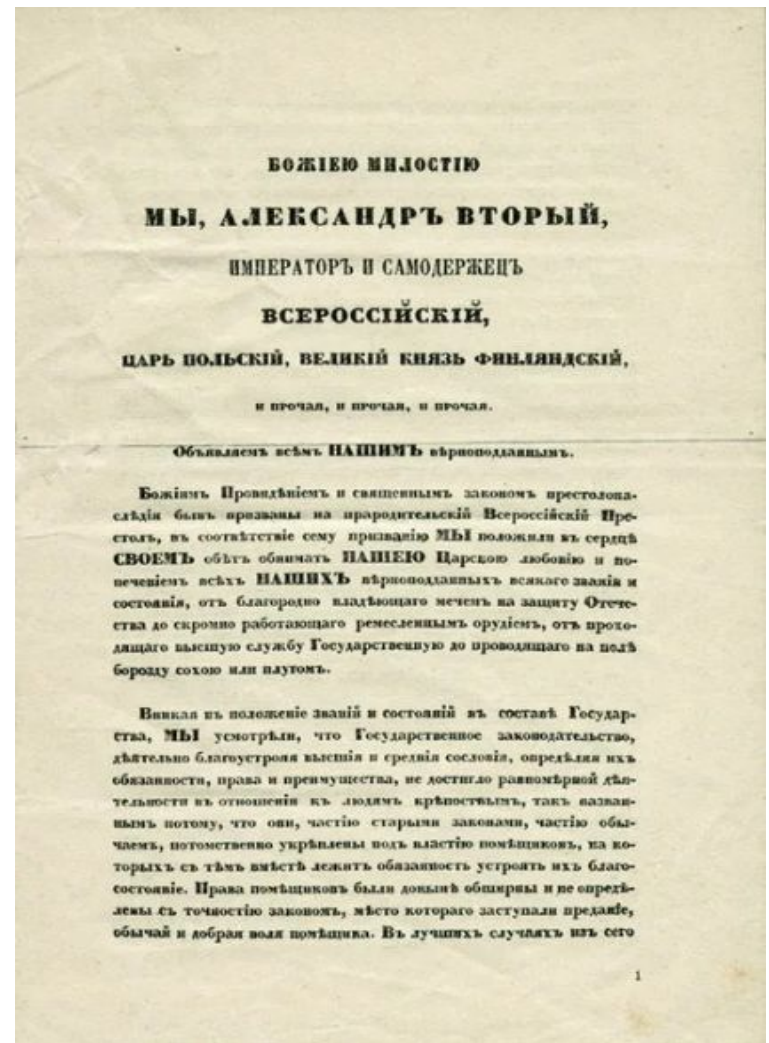 БОЖІЕЮ МИЛОСТІЮ
МЫ, АЛЕКСАНДРЪ ВТОРЫЙ,
ИМПЕРАТОРЪ И САМОДЕРЖЕЦЪ
ВСЕРОССІЙСКІЙ,
ЦАРЬ ПОЛЬСКІЙ, ВЕЛИКІЙ КНЯЗЬ ФИНЛЯНДСКІЙ,
и прочая, и прочая, и прочая.
Объявляемъ всѣмъ НАШИМЪ вѣрноподданнымъ.
Божіимъ Провидѣніемъ и священнымъ закономъ престолона-
слѣдія бывъ призваны на прародительскій Всероссійскій Пре-
столъ, въ соотвѣтствіе сему призванію МЫ положили въ сердцѣ
СВОЕМЪ обѣтъ обнимать НАШЕЮ Царскою любовію и по-
печеніемъ всѣхъ НАШИХЪ вѣрноподданныхъ всякаго званія и
состоянія, отъ благородно владѣющаго мечемъ на защиту Отече-
ства до скромно работающаго ремесленнымъ орудіемъ, отъ прохо-
дящаго высшую службу Государственную до проводящаго на полѣ
борозду сохою или плугомъ.
Вникая въ положеніе званій и состояній въ составѣ Государ-
ства, МЫ усмотрѣли, что Государственное законодательство,
дѣятельно благоустрояя высшія и среднія сословія, опредѣляя ихъ
обязанности, права и преимущества, не достигло равномѣрной дѣя-
тельности въ отношеніи къ людямъ крѣпостнымъ, такъ назван-
нымъ потому, что они, частію старыми законами, частію обы-
чаемъ, потомственно укрѣплены подъ властію помѣщиковъ, на ко-
торыхъ съ тѣмъ вмѣстѣ лежитъ обязанность устроять ихъ благо-
состояніе. Права помѣщиковъ были донынѣ обширны и не опредѣ-
лены съ точностію закономъ, мѣсто котораго заступали преданіе,
обычай и добрая воля помѣщика. Въ лучшихъ случаяхъ изъ сего
1